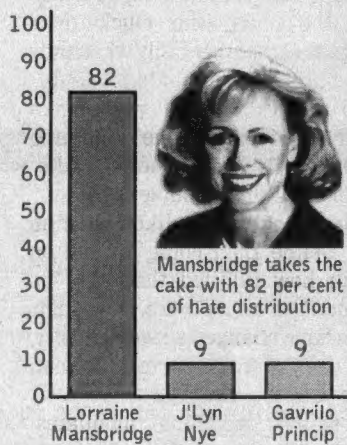 100
90
80
70
60
50
40
30
20
10
0
82
Mansbridge takes the
cake with 82 per cent
of hate distribution
9
9
Lorraine
Mansbridge
J'Lyn
Nye
Gavrilo
Princip